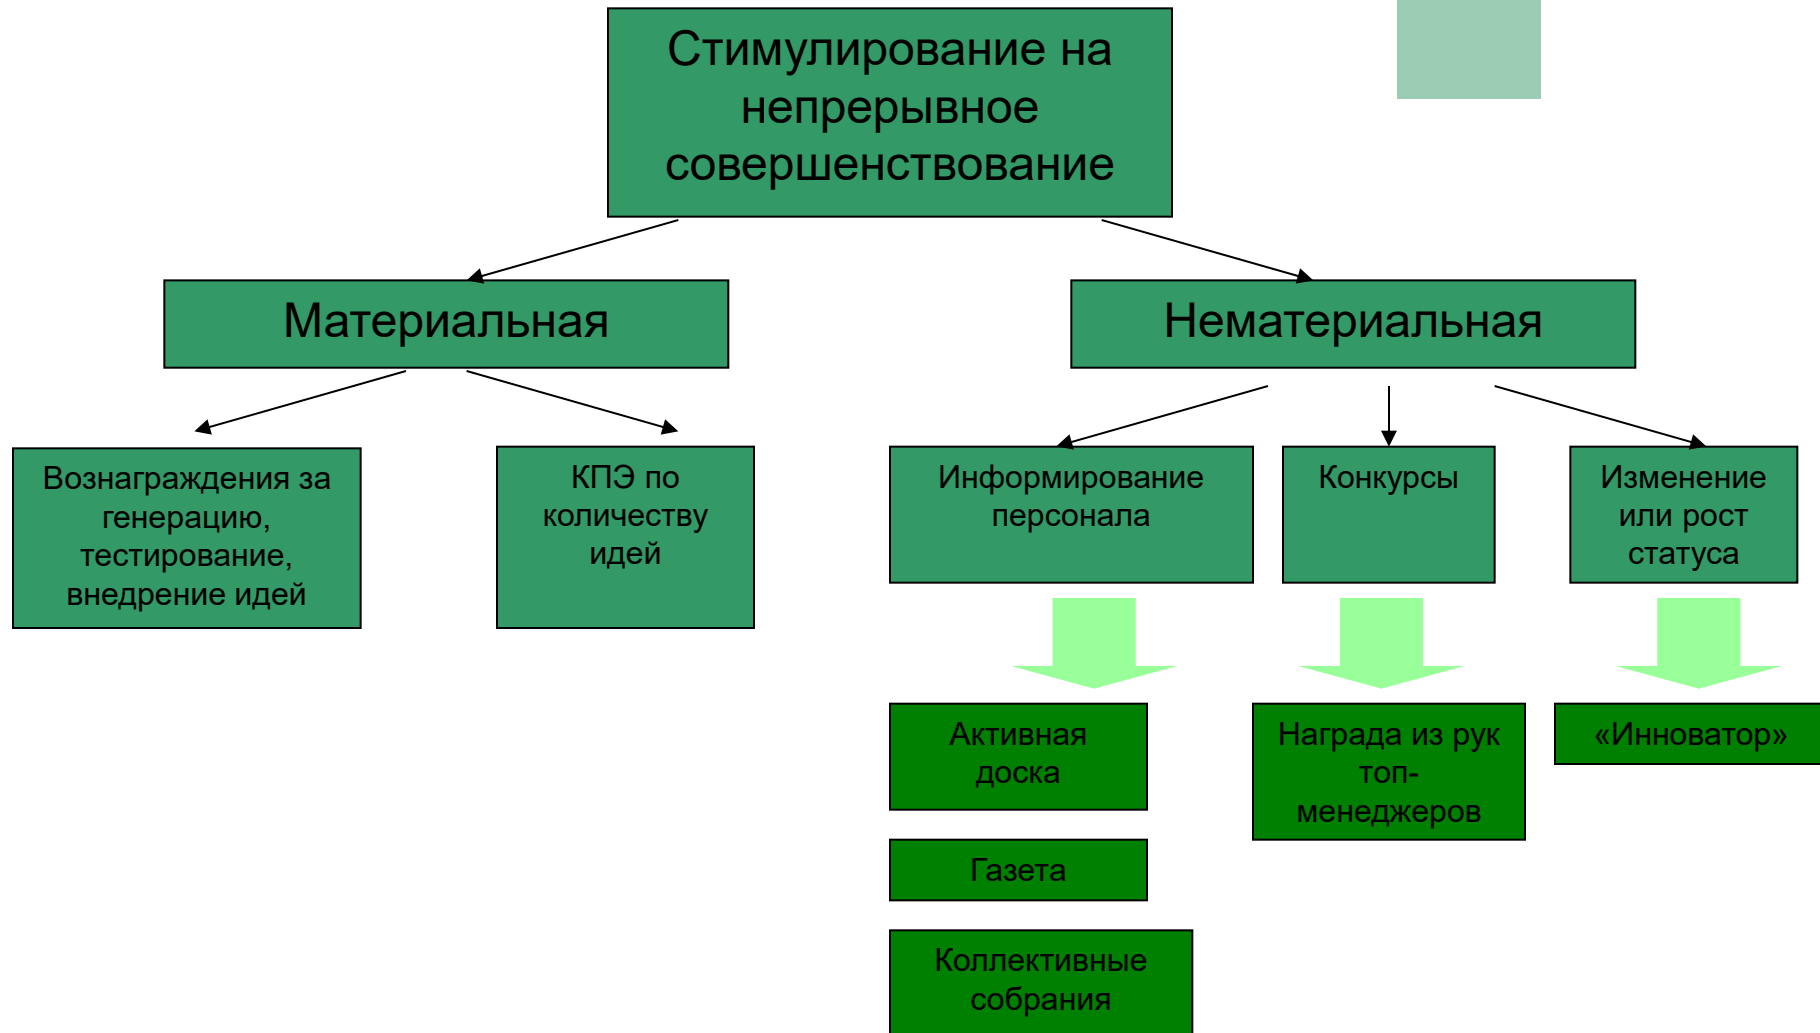 Стимулирование на
непрерывное
совершенствование
Материальная
Нематериальная
Вознаграждения за
генерацию,
тестирование,
внедрение идей
КПЭ по
количеству
идей
Информирование
персонала
Конкурсы
Изменение
или рост
статуса
Активная
доска
Газета
Коллективные
собрания
Награда из рук
топ-
менеджеров
«Инноватор»